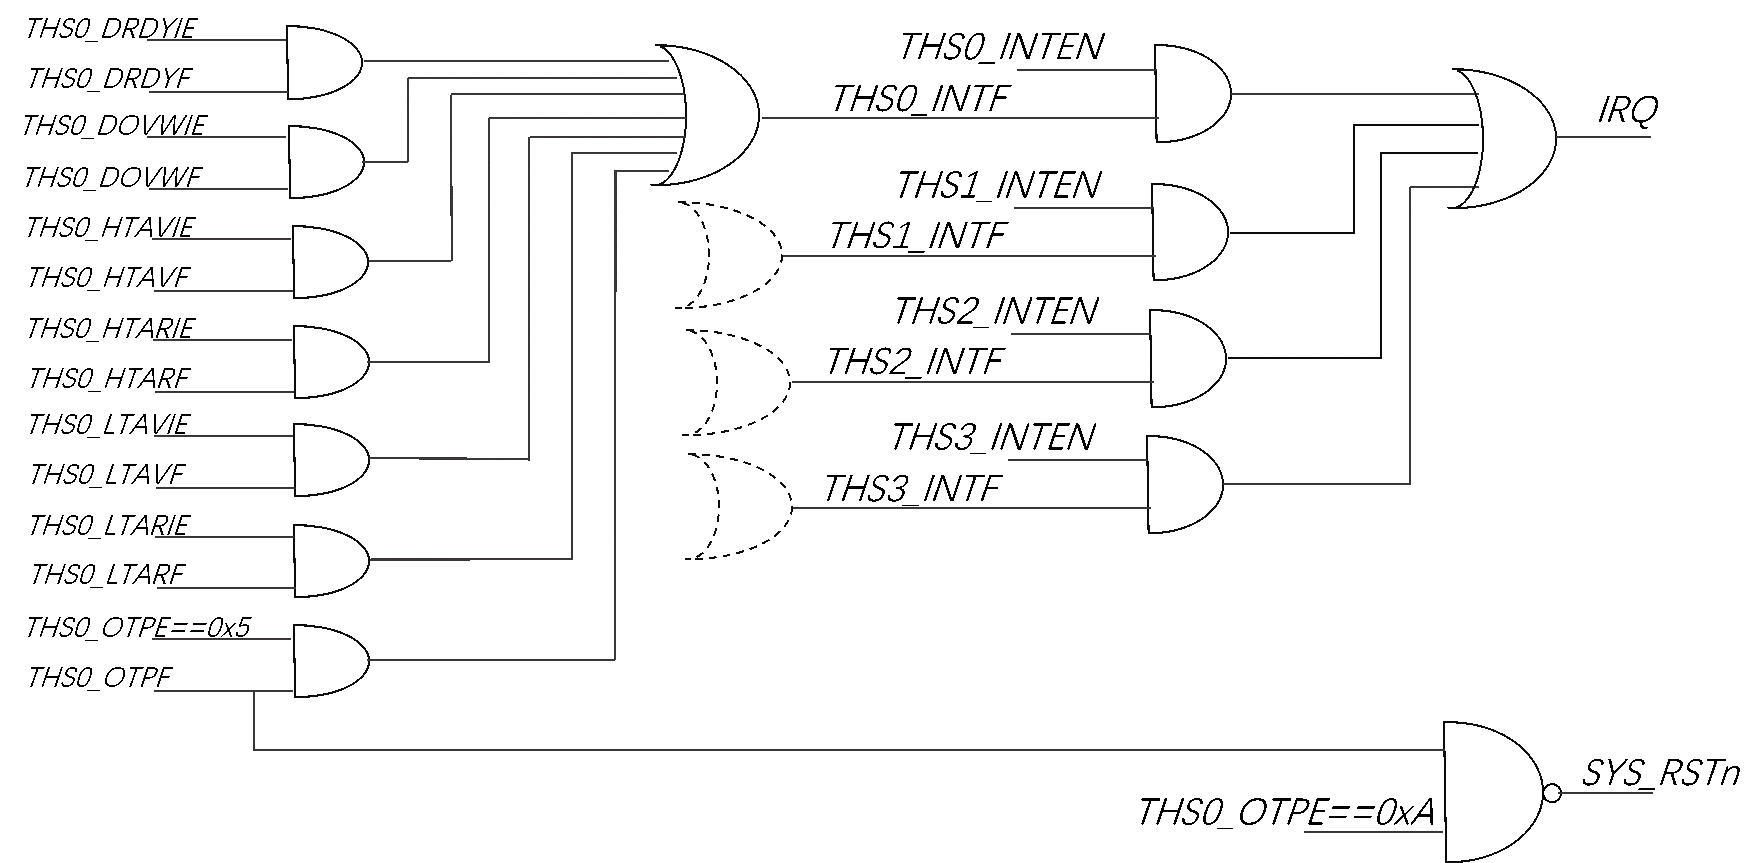 THS0_DRDYIE
THS0_DRDYF
THS0_DOVWIE
THS0_DOVWF
THS0_HTAVIE
THS0_HTAVF
THS0_HTARIE
THS0_HTARF
THS0_LTAVIE
THS0_LTAVF
THS0_LTARIE
THS0_LTARF
THS0_OTPE==0x5
THS0_OTPF
THS0_INTEN
THS0_INTF
THS1_INTEN
THS1_INTF
THS2_INTEN
THS2_INTF
THS3_INTEN
THS3_INTF
IRQ
THS0_OTPE==0xA
SYS_RSTn